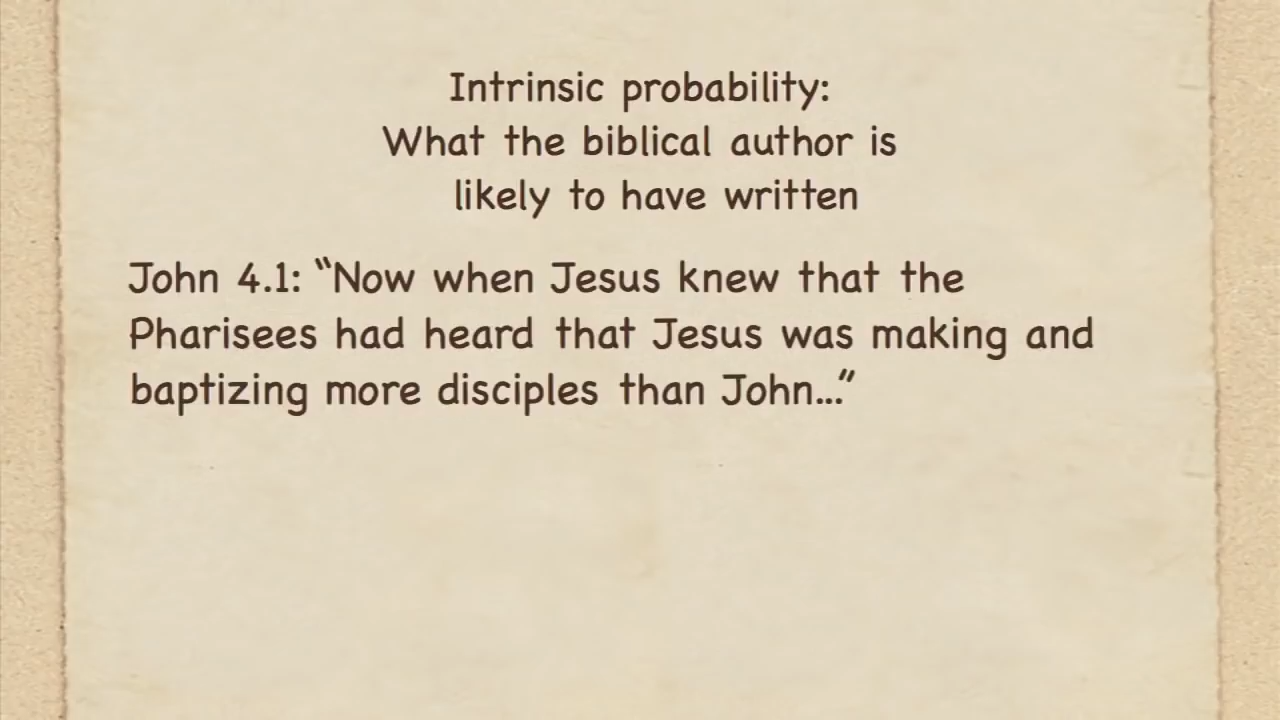 Intrinsic probability:
What the biblical author is
likely to have written
John 4.1: “Now when Jesus knew that the
Pharisees had heard that Jesus was making and
baptizing more disciples than John...”